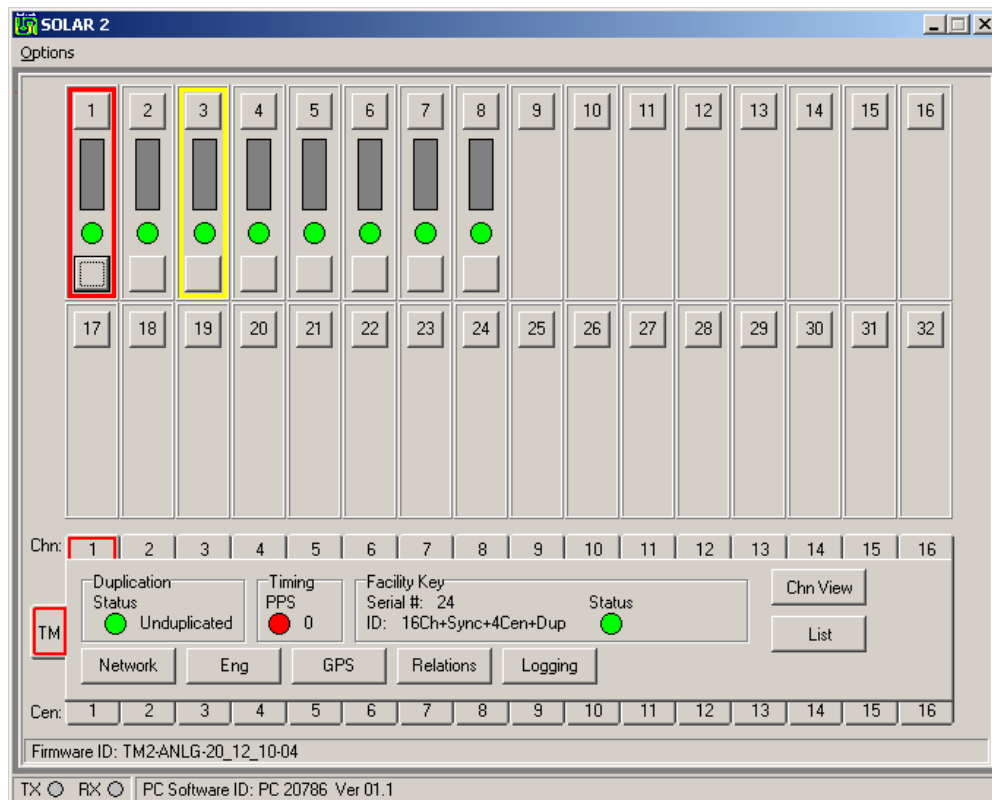 SOLAR 2
Options
1 2 3 4 5 6 7 8 9 10 11 12 13 14 15 16
17 18 19 20 21 22 23 24 25 26 27 28 29 30 31 32
Chn: 1 2 3 4 5 6 7 8 9 10 11 12 13 14 15 16
Duplication Timing Facility Key Chn View
Status PPS Serial #: 24 Status
TM Unduplicated 0 ID: 16Ch+Sync+4Cen+Dup List
Network Eng GPS Relations Logging
Cen: 1 2 3 4 5 6 7 8 9 10 11 12 13 14 15 16
Firmware ID: TM2-ANLG-20_12_10-04
TX RX PC Software ID: PC 20786 Ver 01.1